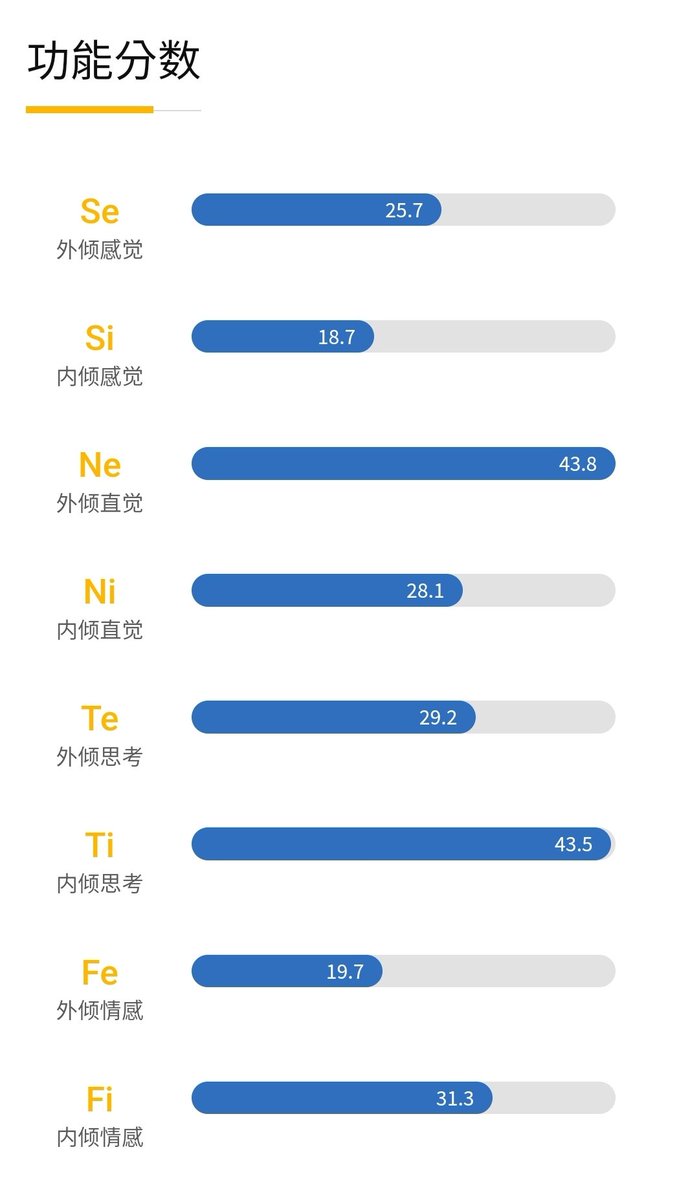 功能分数
Se
25.7
外倾感觉
Si
18.7
内倾感觉
Ne
43.8
外倾直觉
Ni
28.1
内倾直觉
Te
29.2
外倾思考
Ti
43.5
内倾思考
Fe
19.7
外倾情感
Fi
31.3
内倾情感